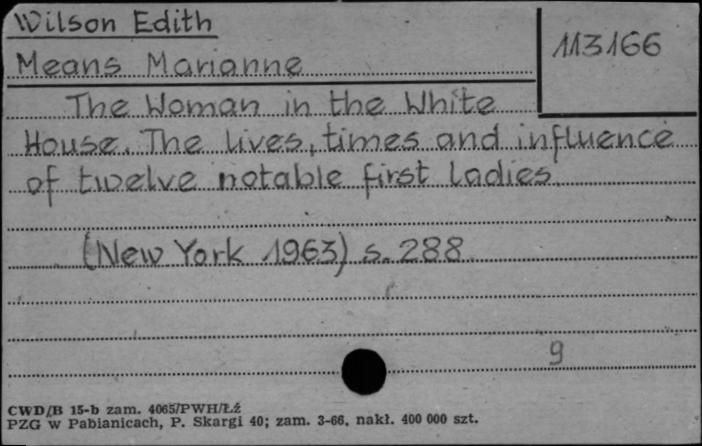 Wilson Edith
113166
Means Marianne
The Woman in the White
House. The lives, times and influence
of twelve notable first ladies.
(New York 1963) s. 288
9
CWD/B 15-b zam. 4065/PWH/Łź
PZG w Pabianicach, P. Skargi 40; zam. 3-66, nakł. 400 000 szt.